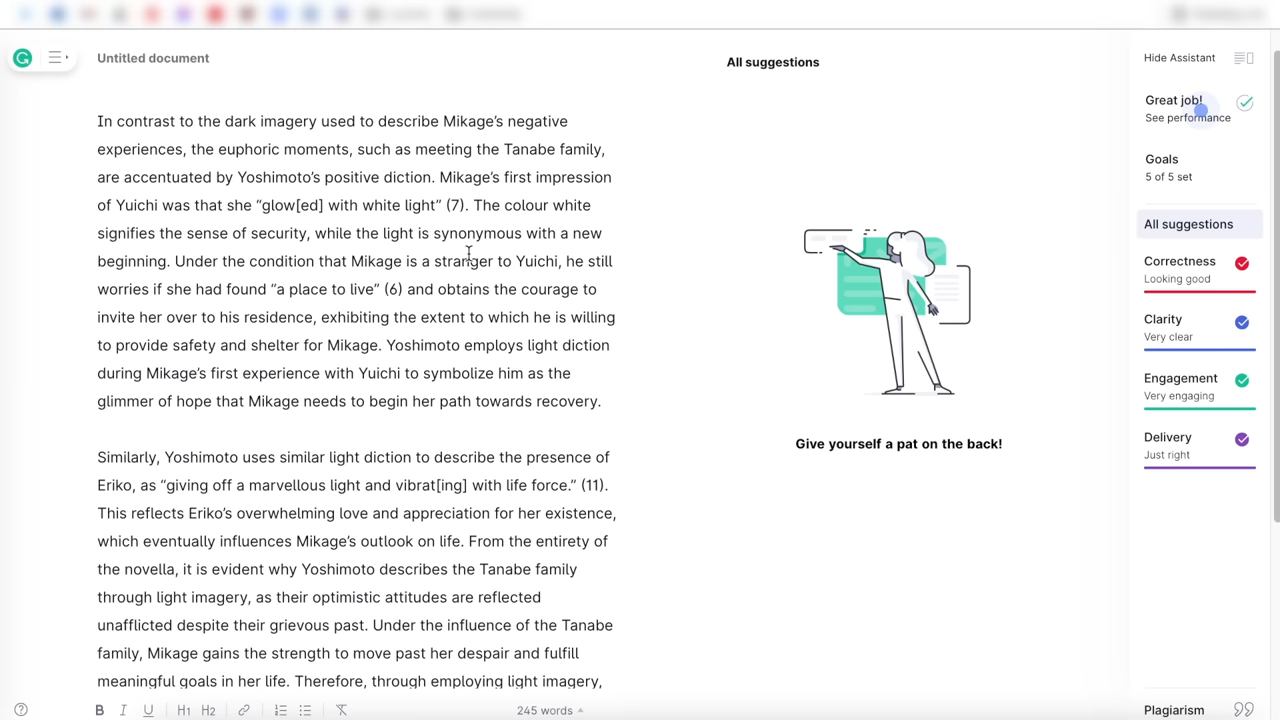 Untitled document
All suggestions
Hide Assistant
In contrast to the dark imagery used to describe Mikage’s negative
experiences, the euphoric moments, such as meeting the Tanabe family,
are accentuated by Yoshimoto’s positive diction. Mikage’s first impression
of Yuichi was that she “glow[ed] with white light” (7). The colour white
signifies the sense of security, while the light is synonymous with a new
beginning. Under the condition that Mikage is a stranger to Yuichi, he still
worries if she had found “a place to live” (6) and obtains the courage to
invite her over to his residence, exhibiting the extent to which he is willing
to provide safety and shelter for Mikage. Yoshimoto employs light diction
during Mikage’s first experience with Yuichi to symbolize him as the
glimmer of hope that Mikage needs to begin her path towards recovery.
Similarly, Yoshimoto uses similar light diction to describe the presence of
Eriko, as “giving off a marvellous light and vibrat[ing] with life force.” (11).
This reflects Eriko’s overwhelming love and appreciation for her existence,
which eventually influences Mikage’s outlook on life. From the entirety of
the novella, it is evident why Yoshimoto describes the Tanabe family
through light imagery, as their optimistic attitudes are reflected
unafflicted despite their grievous past. Under the influence of the Tanabe
family, Mikage gains the strength to move past her despair and fulfill
meaningful goals in her life. Therefore, through employing light imagery,
Give yourself a pat on the back!
Great job!
See performance
Goals
5 of 5 set
All suggestions
Correctness
Looking good
Clarity
Very clear
Engagement
Very engaging
Delivery
Just right
Plagiarism
B I U H1 H2
245 words